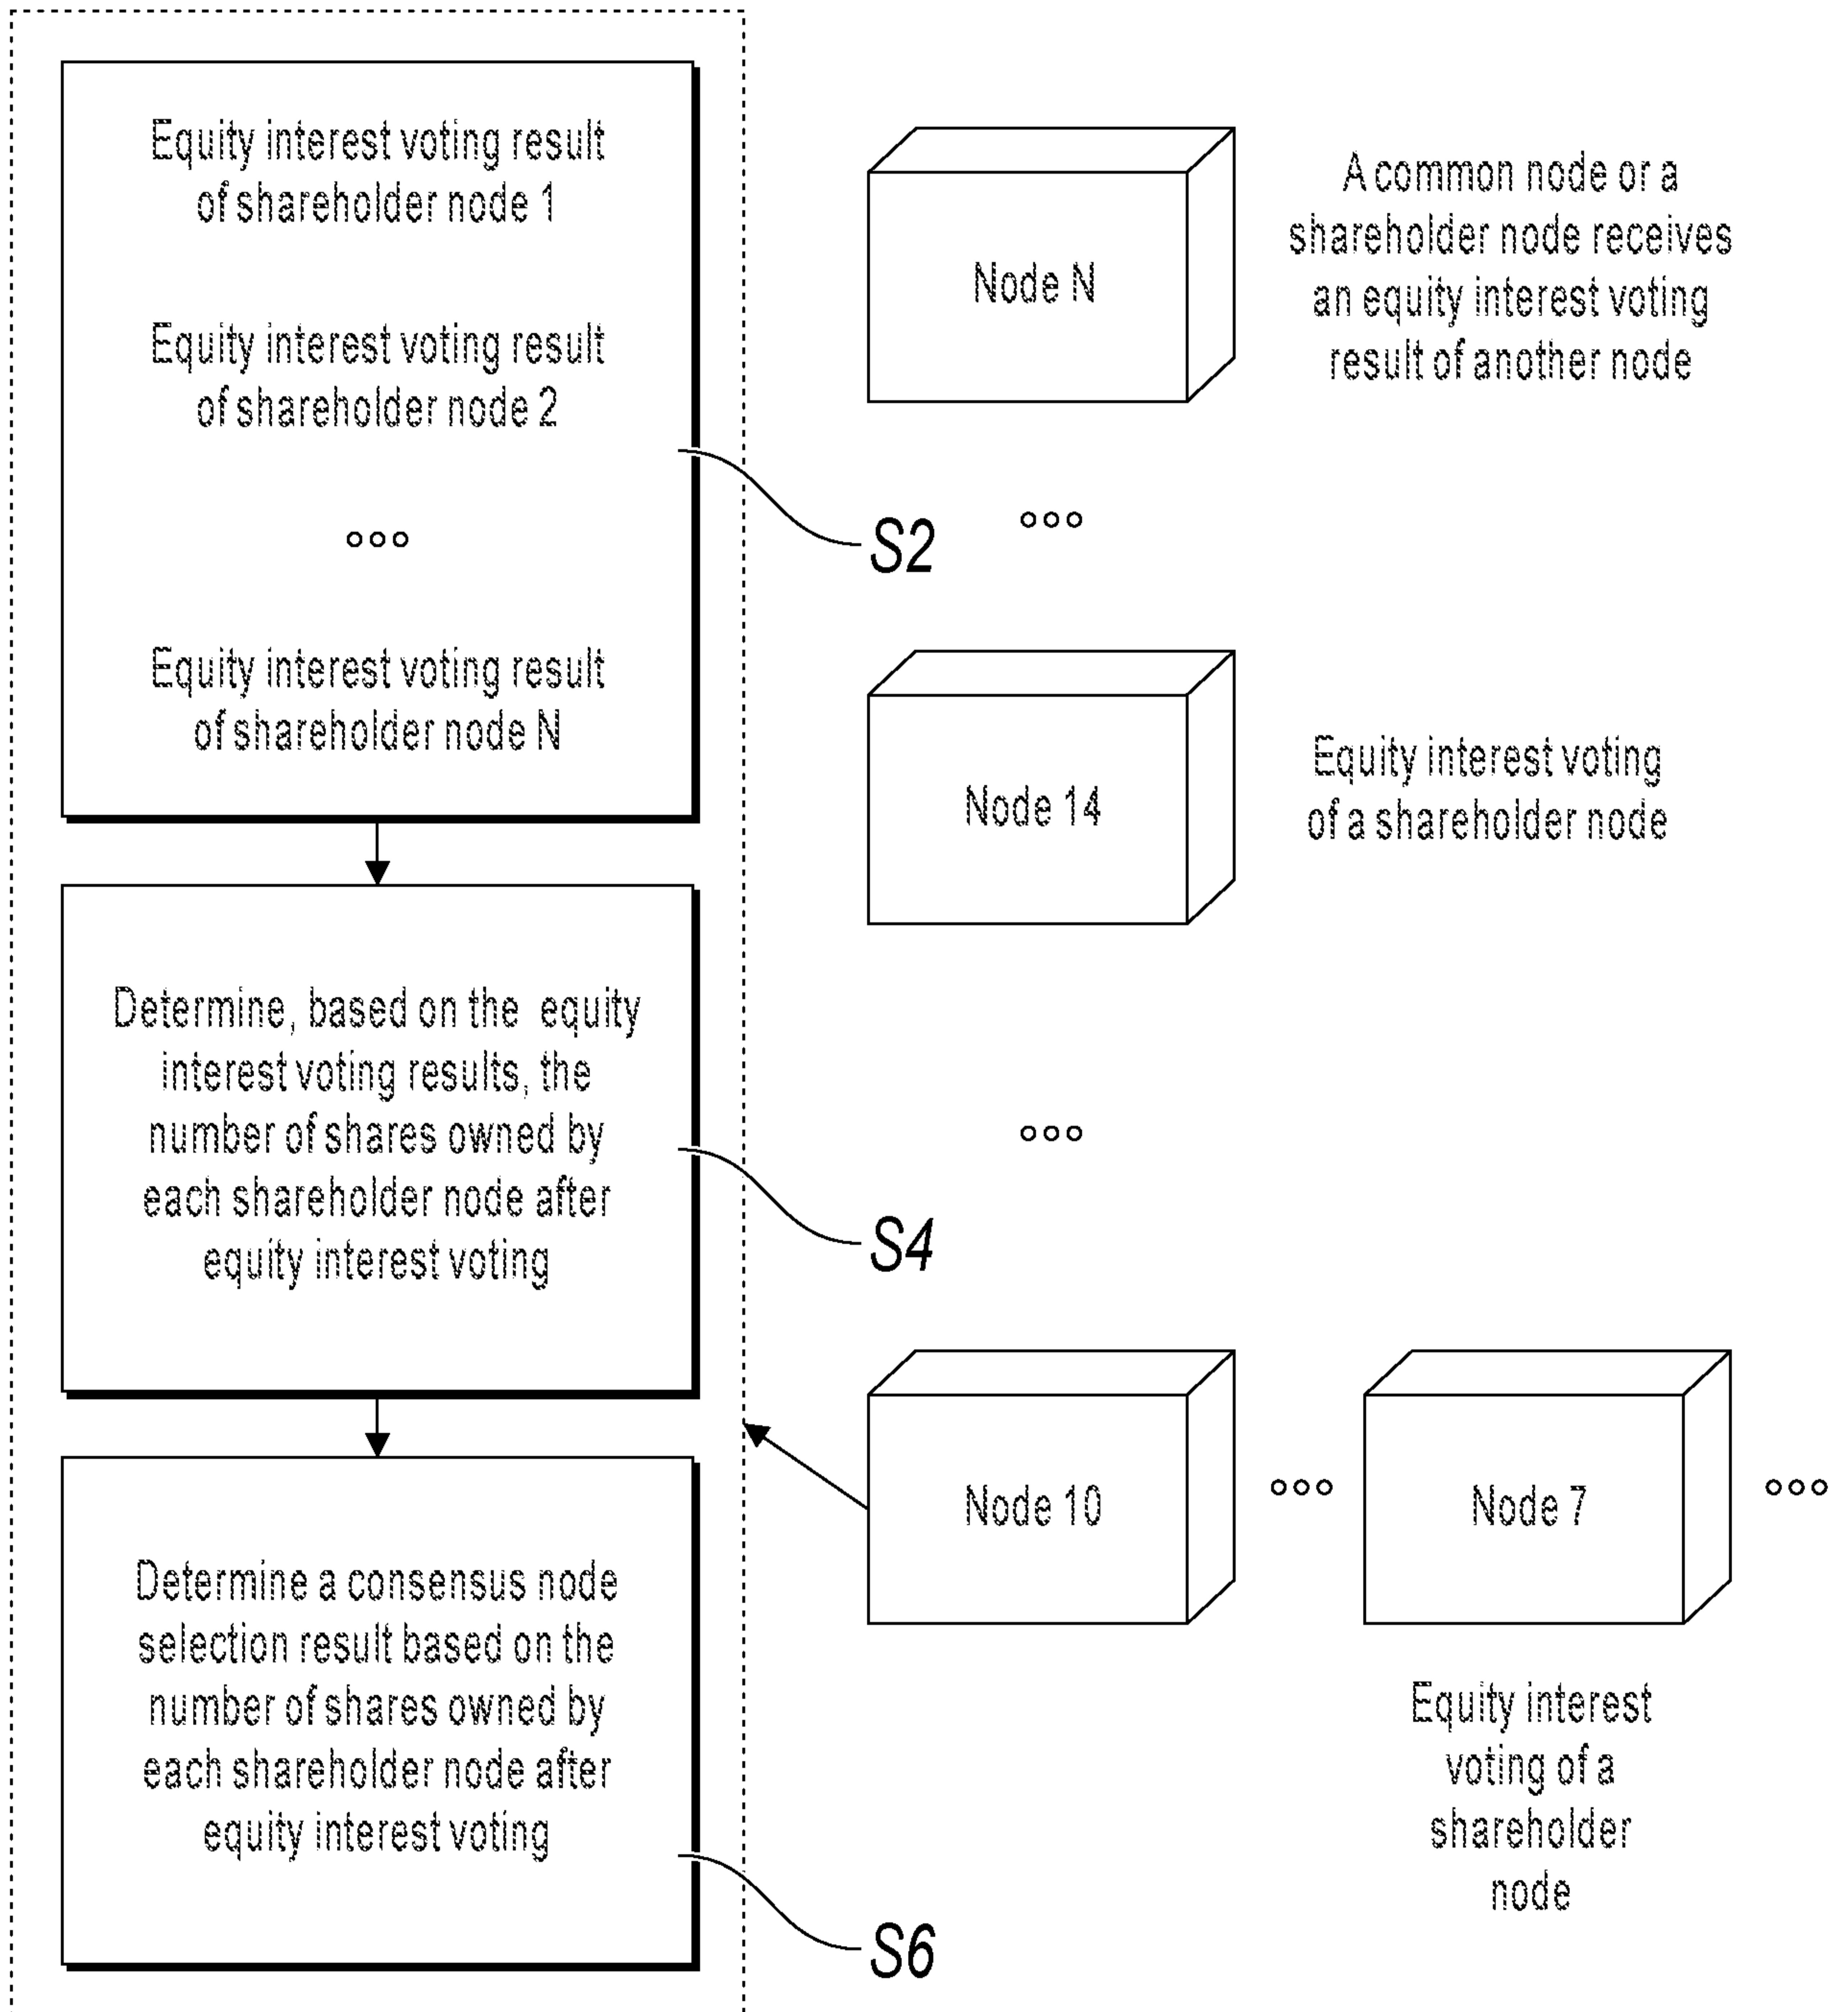 Equity interest voting result
of shareholder node 1
Equity interest voting result
of shareholder node 2
Equity interest voting result
of shareholder node N
S2
Determine, based on the equity
interest voting results, the
number of shares owned by
each shareholder node after
equity interest voting
S4
Determine a consensus node
selection result based on the
number of shares owned by
each shareholder node after
equity interest voting
S6
Node N
A common node or a
shareholder node receives
an equity interest voting
result of another node
Node 14
Equity interest voting
of a shareholder node
Node 10
Node 7
Equity interest
voting of a
shareholder
node